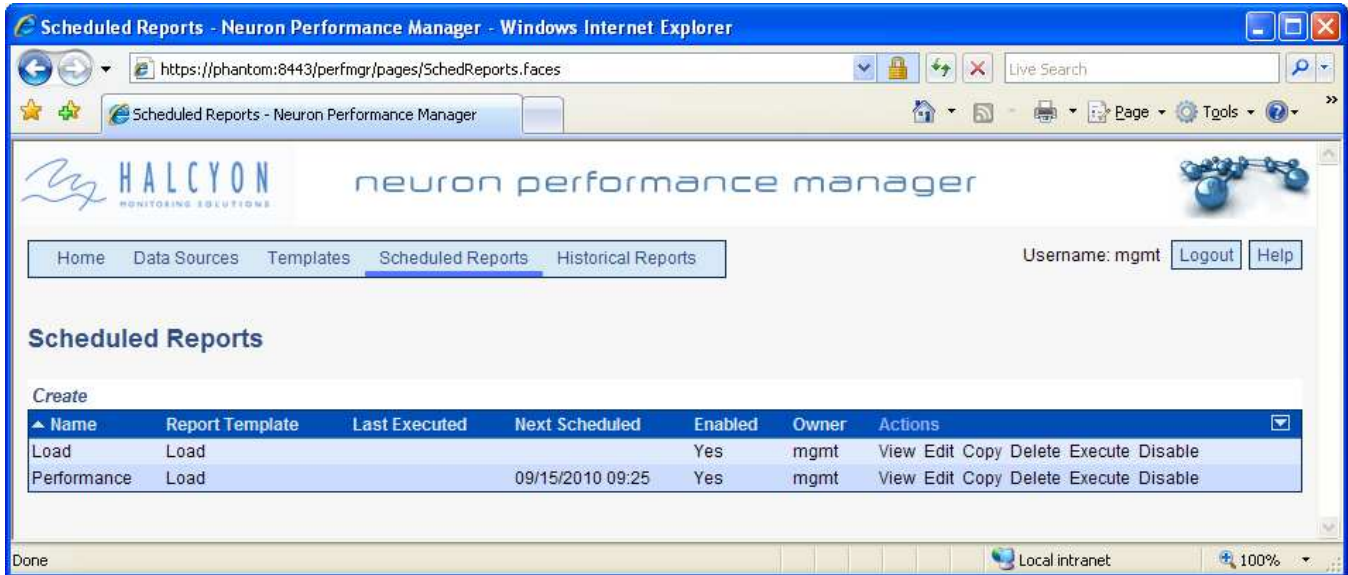 Scheduled Reports - Neuron Performance Manager - Windows Internet Explorer
https://phantom:8443/perfmgr/pages/SchedReports.faces
Live Search
Scheduled Reports - Neuron Performance Manager
Page
Tools
HALCYON
MONITORING SOLUTIONS
neuron performance manager
Home Data Sources Templates Scheduled Reports Historical Reports
Username: mgmt Logout Help
Scheduled Reports
Create
Name Report Template Last Executed Next Scheduled Enabled Owner Actions
Load Load Yes mgmt View Edit Copy Delete Execute Disable
Performance Load 09/15/2010 09:25 Yes mgmt View Edit Copy Delete Execute Disable
Done Local intranet 100%